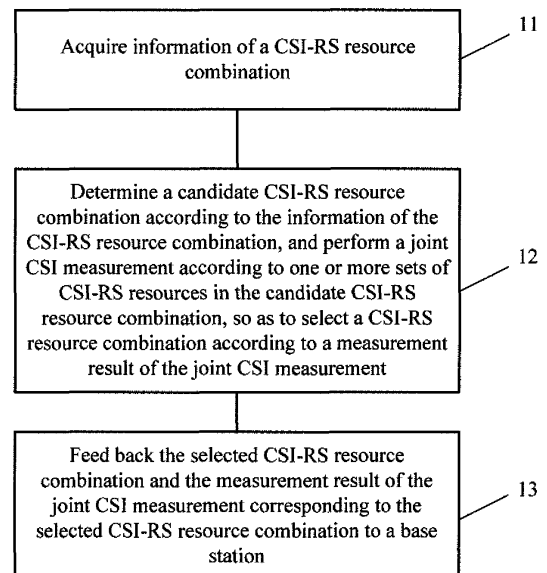 Acquire information of a CSI-RS resource
combination
11
Determine a candidate CSI-RS resource
combination according to the information of the
CSI-RS resource combination, and perform a joint
CSI measurement according to one or more sets of
CSI-RS resources in the candidate CSI-RS
resource combination, so as to select a CSI-RS
resource combination according to a measurement
result of the joint CSI measurement
12
Feed back the selected CSI-RS resource
combination and the measurement result of the
joint CSI measurement corresponding to the
selected CSI-RS resource combination to a base
station
13